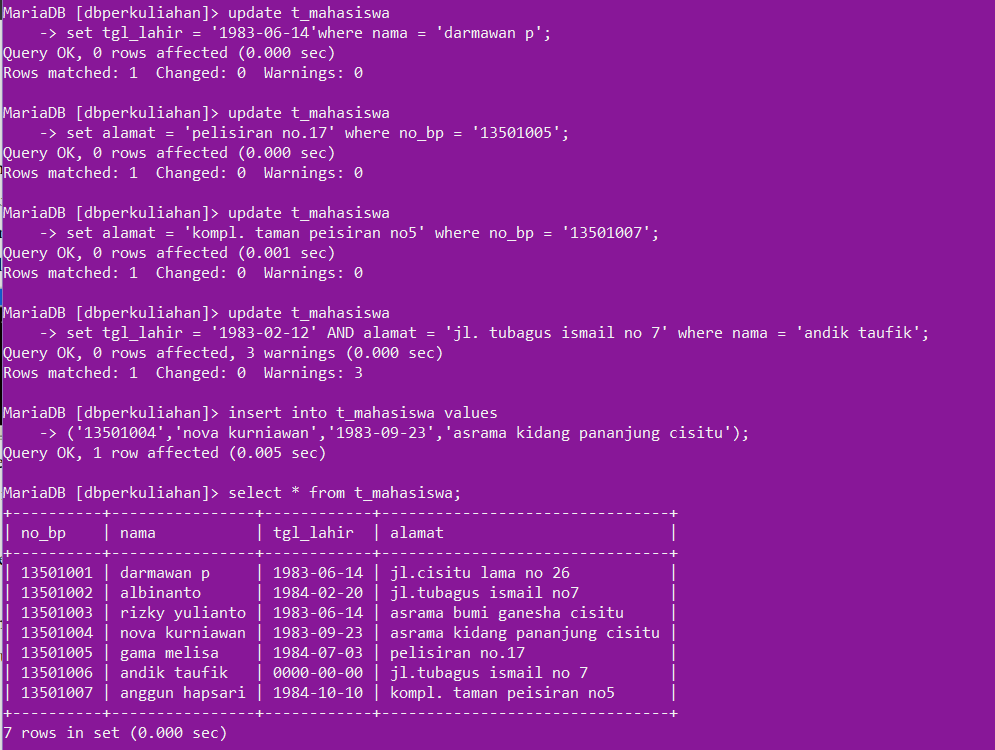 MariaDB [dbperkuliahan]> update t_mahasiswa
    -> set tgl_lahir = '1983-06-14'where nama = 'darmawan p';
Query OK, 0 rows affected (0.000 sec)
Rows matched: 1  Changed: 0  Warnings: 0

MariaDB [dbperkuliahan]> update t_mahasiswa
    -> set alamat = 'pelisiran no.17' where no_bp = '13501005';
Query OK, 0 rows affected (0.000 sec)
Rows matched: 1  Changed: 0  Warnings: 0

MariaDB [dbperkuliahan]> update t_mahasiswa
    -> set alamat = 'kompl. taman peisiran no5' where no_bp = '13501007';
Query OK, 0 rows affected (0.001 sec)
Rows matched: 1  Changed: 0  Warnings: 0

MariaDB [dbperkuliahan]> update t_mahasiswa
    -> set tgl_lahir = '1983-02-12' AND alamat = 'jl. tubagus ismail no 7' where nama = 'andik taufik';
Query OK, 0 rows affected, 3 warnings (0.000 sec)
Rows matched: 1  Changed: 0  Warnings: 3

MariaDB [dbperkuliahan]> insert into t_mahasiswa values
    -> ('13501004','nova kurniawan','1983-09-23','asrama kidang pananjung cisitu');
Query OK, 1 row affected (0.005 sec)

MariaDB [dbperkuliahan]> select * from t_mahasiswa;
+----------+----------------+------------+--------------------------------+
| no_bp    | nama           | tgl_lahir  | alamat                         |
+----------+----------------+------------+--------------------------------+
| 13501001 | darmawan p     | 1983-06-14 | jl.cisitu lama no 26           |
| 13501002 | albinanto      | 1984-02-20 | jl.tubagus ismail no7          |
| 13501003 | rizky yulianto | 1983-06-14 | asrama bumi ganesha cisitu     |
| 13501004 | nova kurniawan | 1983-09-23 | asrama kidang pananjung cisitu |
| 13501005 | gama melisa    | 1984-07-03 | pelisiran no.17                |
| 13501006 | andik taufik   | 0000-00-00 | jl.tubagus ismail no 7         |
| 13501007 | anggun hapsari | 1984-10-10 | kompl. taman peisiran no5      |
+----------+----------------+------------+--------------------------------+
7 rows in set (0.000 sec)